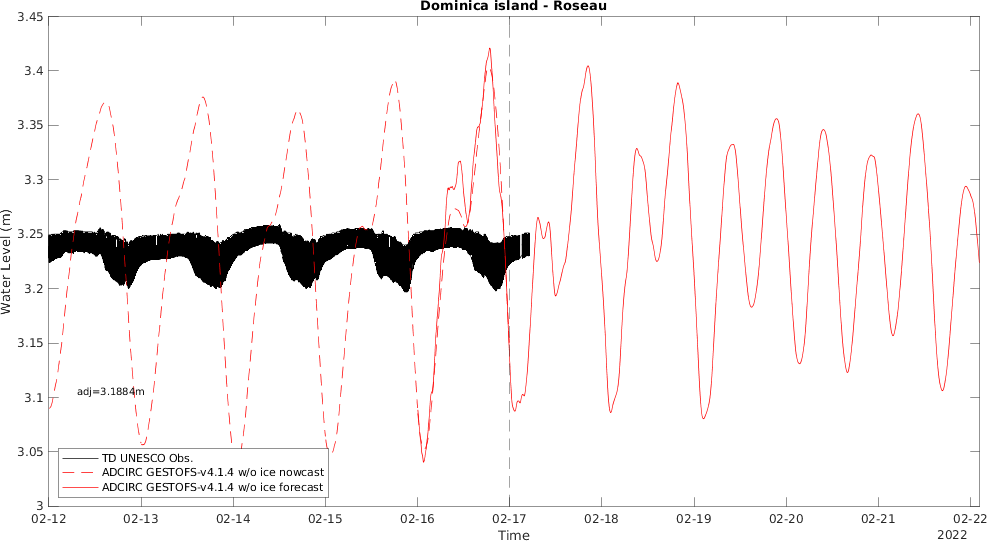 Dominica island - Roseau
3.45
3.4
3.35
3.3
3.25
3.2
3.15
3.1
3.05
3
Water Level (m)
adj=3.1884m
TD UNESCO Obs.
ADCIRC GESTOFS-v4.1.4 w/o ice nowcast
ADCIRC GESTOFS-v4.1.4 w/o ice forecast
02-12 02-13 02-14 02-15 02-16 02-17 02-18 02-19 02-20 02-21 02-22
Time
2022